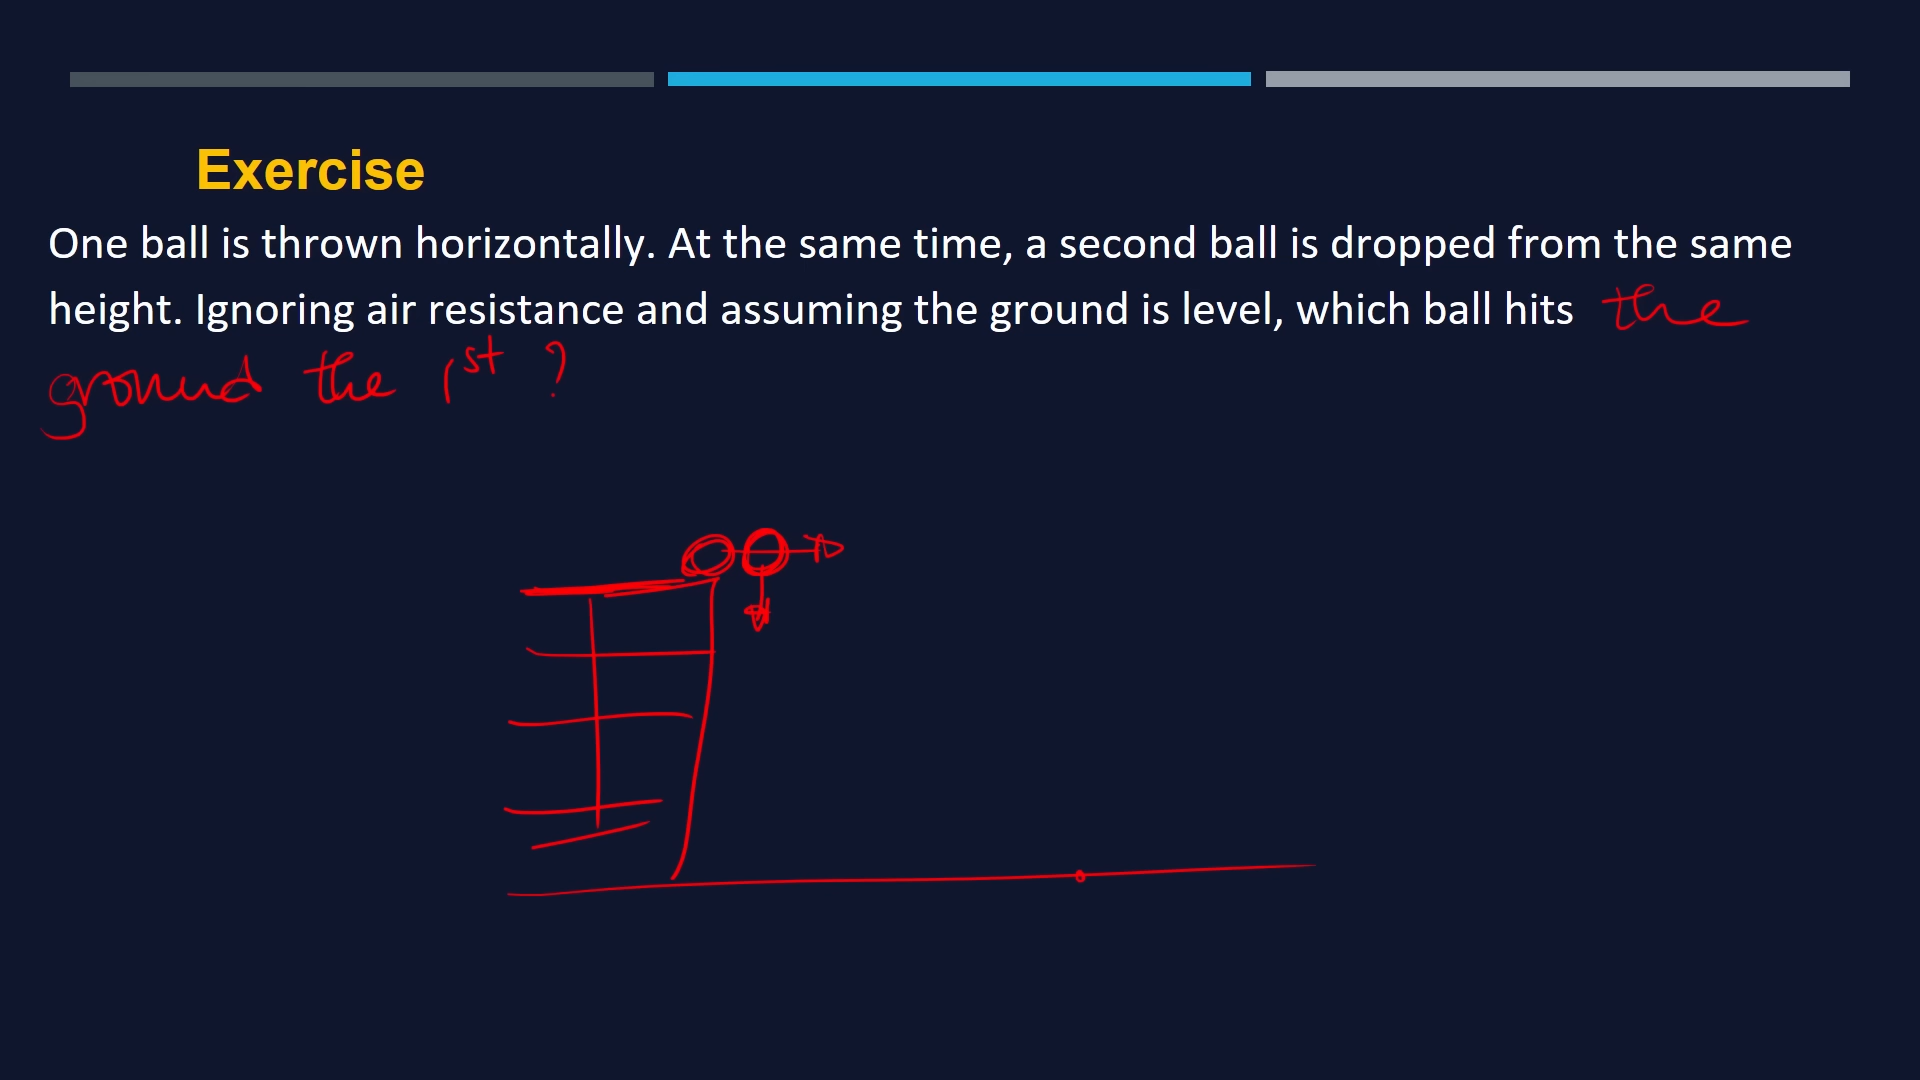 Exercise
One ball is thrown horizontally. At the same time, a second ball is dropped from the same
height. Ignoring air resistance and assuming the ground is level, which ball hits the
ground the 1st ?